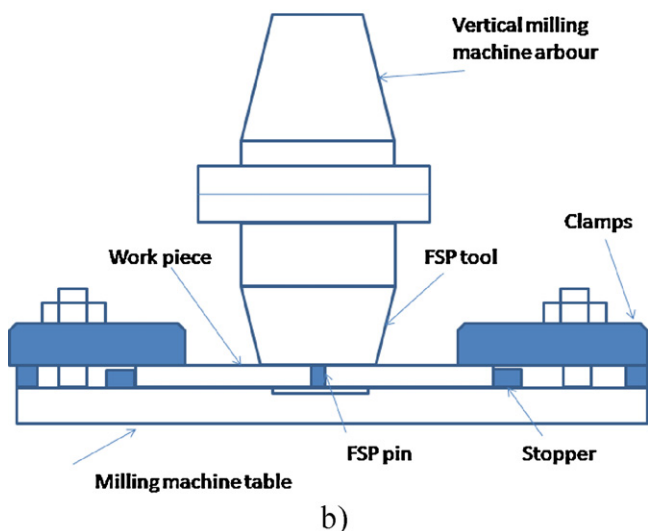 Vertical milling
machine arbour
Clamps
Work piece
FSP tool
FSP pin
Stopper
Milling machine table
b)